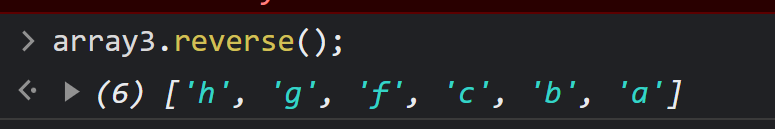 > array3.reverse();
(6) ['h', 'g', 'f', 'c', 'b', 'a']